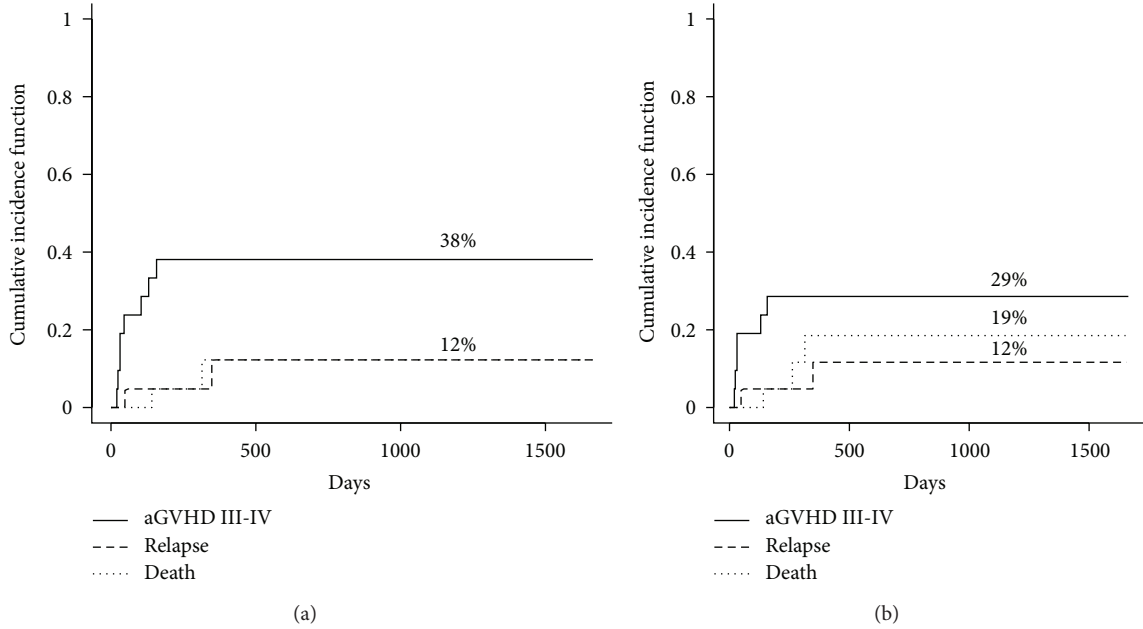 Cumulative incidence function
1
0.8
0.6
0.4
0.2
0
38%
12%
0
500
1000
1500
Days
aGVHD III-IV
Relapse
Death
(a)
Cumulative incidence function
1
0.8
0.6
0.4
0.2
0
29%
19%
12%
0
500
1000
1500
Days
aGVHD III-IV
Relapse
Death
(b)